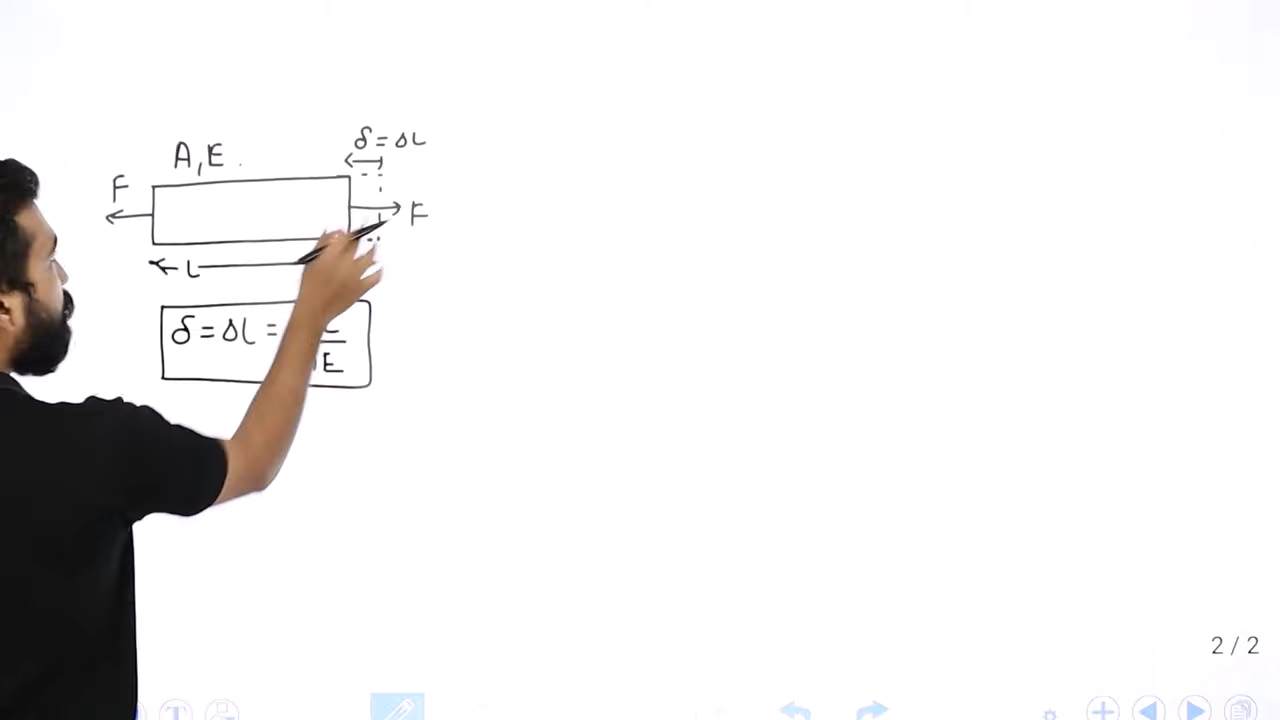 δ = ΔL
A, E.
F
F
L
δ = ΔL =
E
2 / 2
T